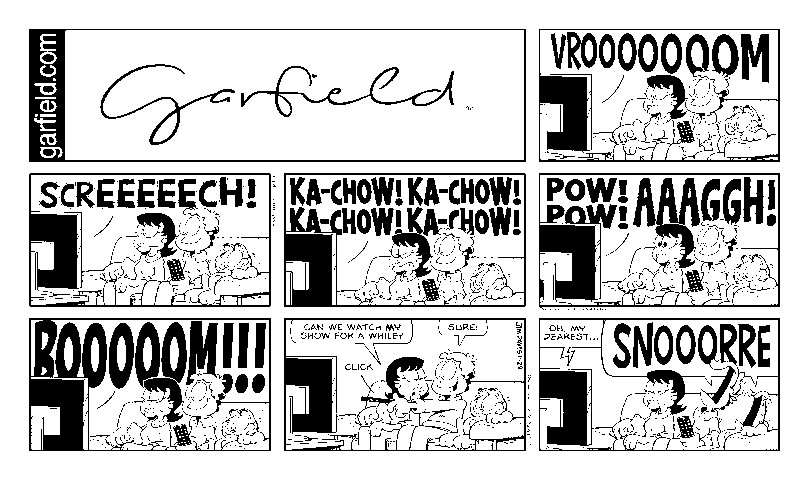 garfield.com
Garfield
VROOOOOOOM
SCREEEEECH!
KA-CHOW! KA-CHOW!
KA-CHOW! KA-CHOW!
POW!
POW!
AAAGGH!
BOOOOOM!!!
CAN WE WATCH MY
SHOW FOR A WHILE?
SURE!
CLICK
OH, MY
DEAREST...
SNOOORRE